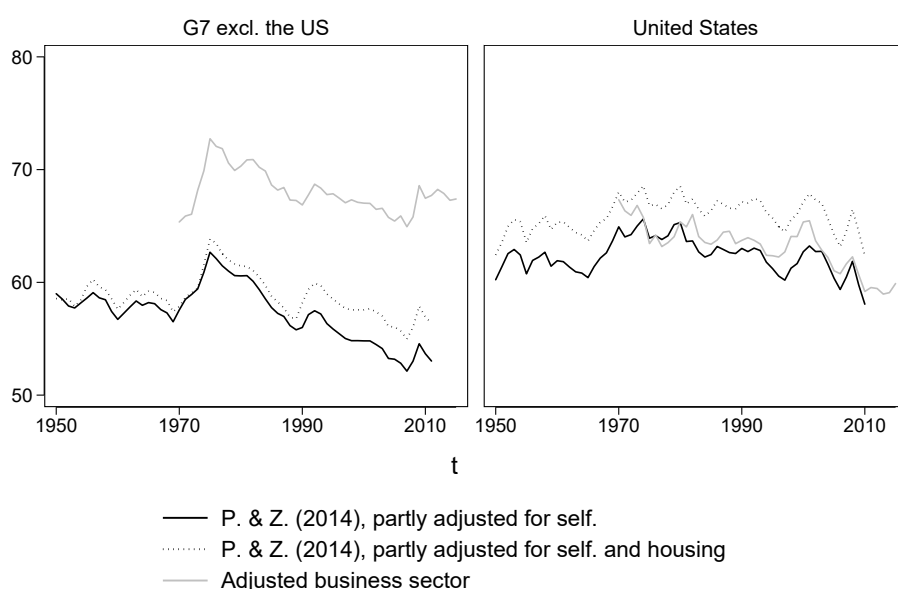 G7 excl. the US United States
80
70
60
50
1950 1970 1990 2010 1950 1970 1990 2010
t
P. & Z. (2014), partly adjusted for self.
P. & Z. (2014), partly adjusted for self. and housing
Adjusted business sector